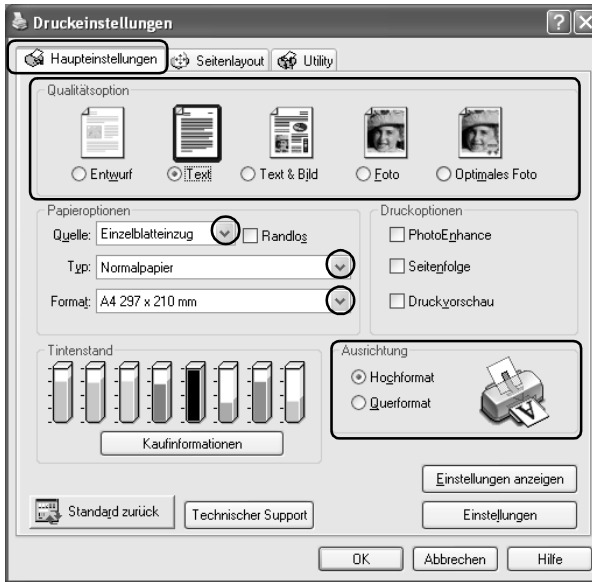 Druckeinstellungen
Haupteinstellungen Seitenlayout Utility
Qualitätsoption
Entwurf Text Text & Bild Foto Optimales Foto
Papieroptionen
Quelle: Einzelblatteinzug Randlos
Typ: Normalpapier
Format: A4 297 x 210 mm
Druckoptionen
PhotoEnhance
Seitenfolge
Druckvorschau
Tintenstand
Kaufinformationen
Ausrichtung
Hochformat
Querformat
Einstellungen anzeigen
Standard zurück Technischer Support Einstellungen
OK Abbrechen Hilfe